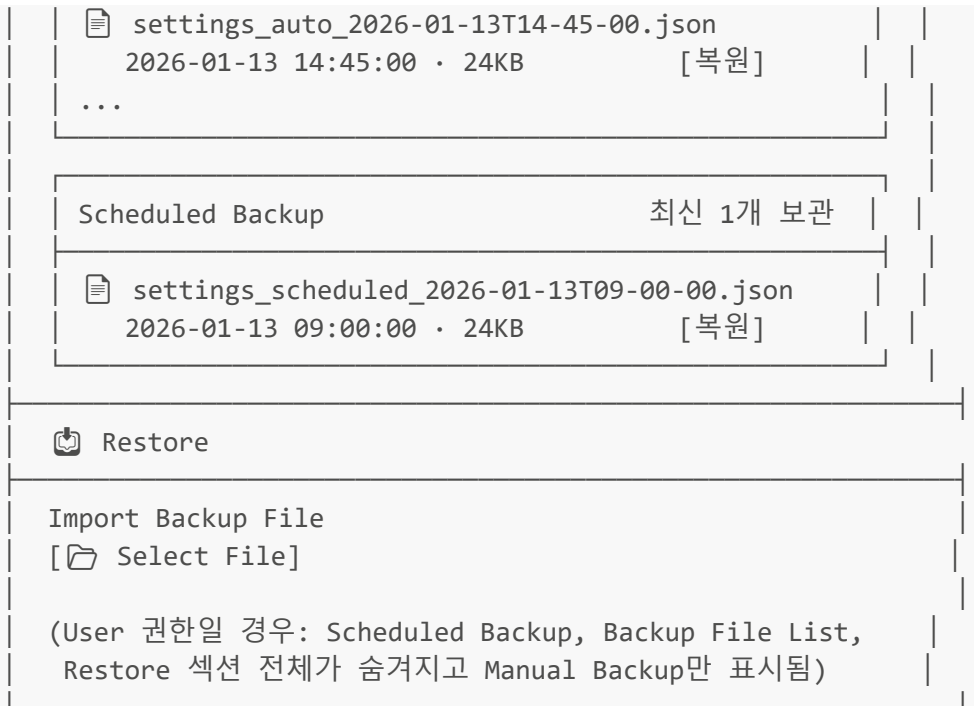 settings_auto_2026-01-13T14-45-00.json
2026-01-13 14:45:00 · 24KB [복원]
...
Scheduled Backup 최신 1개 보관
settings_scheduled_2026-01-13T09-00-00.json
2026-01-13 09:00:00 · 24KB [복원]
Restore
Import Backup File
[📂 Select File]
(User 권한일 경우: Scheduled Backup, Backup File List,
Restore 섹션 전체가 숨겨지고 Manual Backup만 표시됨)